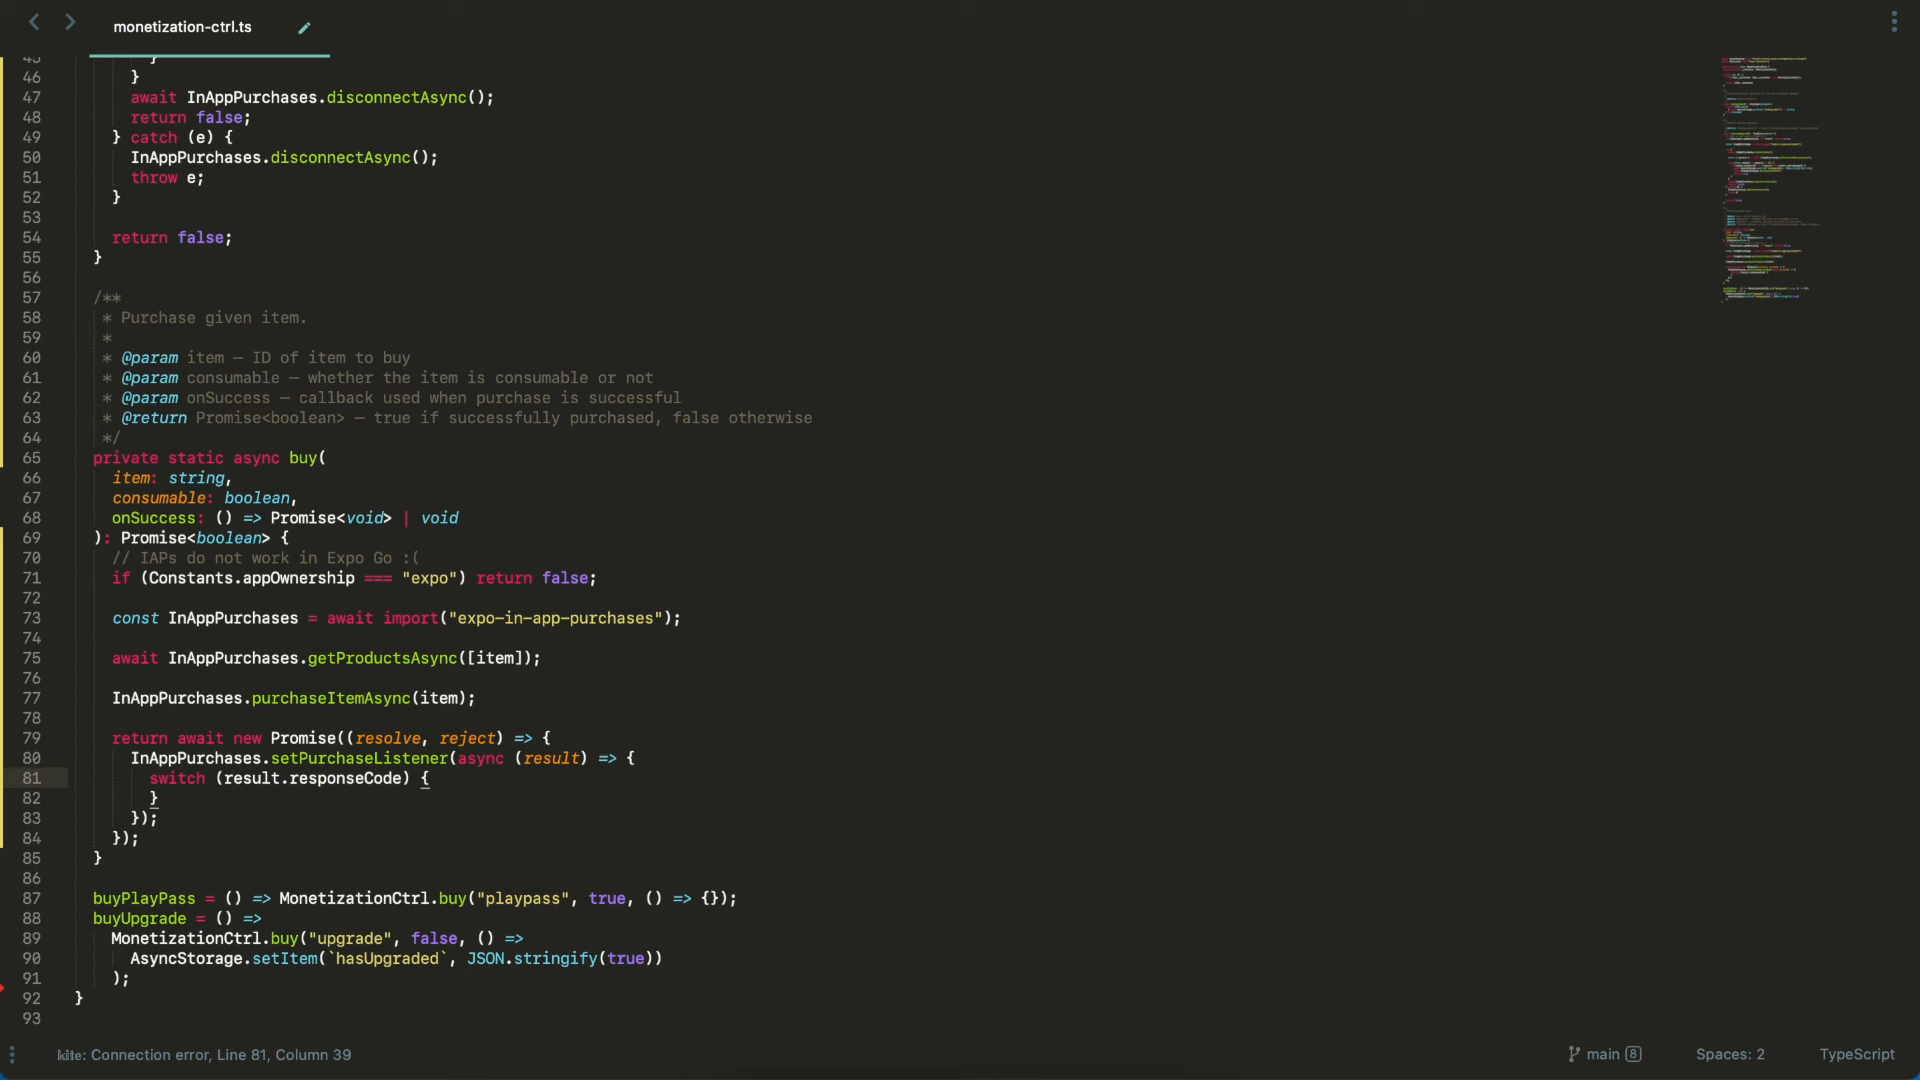 monetization-ctrl.ts
45 }
46 }
47 await InAppPurchases.disconnectAsync();
48 return false;
49 } catch (e) {
50 InAppPurchases.disconnectAsync();
51 throw e;
52 }
53
54 return false;
55 }
56
57 /**
58 * Purchase given item.
59 *
60 * @param item – ID of item to buy
61 * @param consumable – whether the item is consumable or not
62 * @param onSuccess – callback used when purchase is successful
63 * @return Promise<boolean> – true if successfully purchased, false otherwise
64 */
65 private static async buy(
66 item: string,
67 consumable: boolean,
68 onSuccess: () => Promise<void> | void
69 ): Promise<boolean> {
70 // IAPs do not work in Expo Go :(
71 if (Constants.appOwnership === "expo") return false;
72
73 const InAppPurchases = await import("expo-in-app-purchases");
74
75 await InAppPurchases.getProductsAsync([item]);
76
77 InAppPurchases.purchaseItemAsync(item);
78
79 return await new Promise((resolve, reject) => {
80 InAppPurchases.setPurchaseListener(async (result) => {
81 switch (result.responseCode) {
82 }
83 });
84 });
85 }
86
87 buyPlayPass = () => MonetizationCtrl.buy("playpass", true, () => {});
88 buyUpgrade = () =>
89 MonetizationCtrl.buy("upgrade", false, () =>
90 AsyncStorage.setItem(`hasUpgraded`, JSON.stringify(true))
91 );
92 }
93
kite: Connection error, Line 81, Column 39
main 8
Spaces: 2
TypeScript